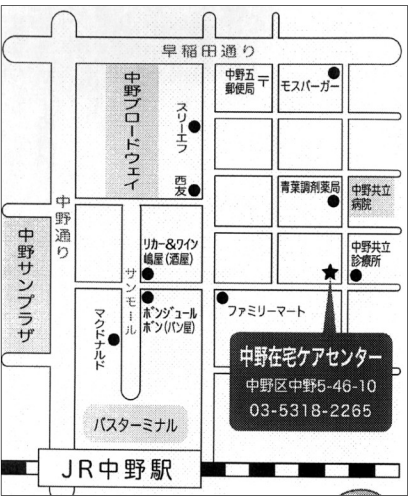 早稲田通り
中野五
郵便局〒
モスバーガー
中野ブロードウェイ
スリーエフ
西友
青葉調剤薬局
中野共立
病院
中野通り
中野サンプラザ
サンモール
リカー&ワイン
嶋屋(酒屋)
中野共立
診療所
ボンジュール
ボン(パン屋)
マクドナルド
ファミリーマート
中野在宅ケアセンター
中野区中野5-46-10
03-5318-2265
バスターミナル
JR中野駅